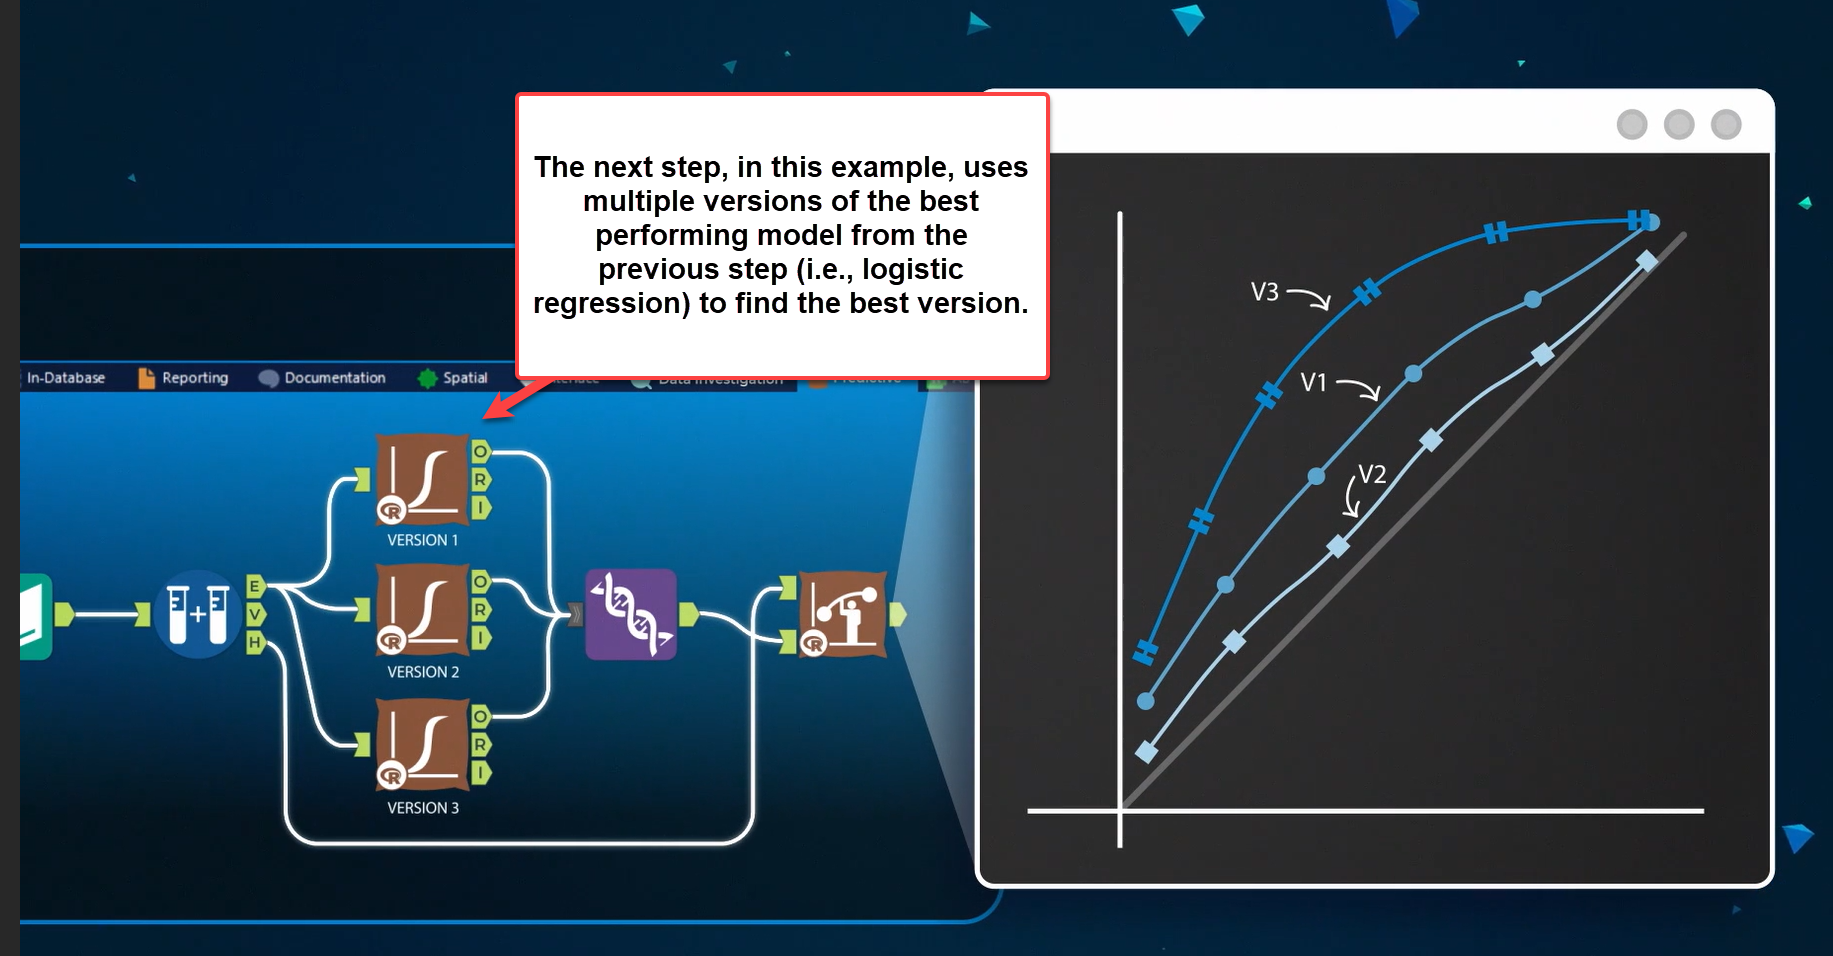 The next step, in this example, uses
multiple versions of the best
performing model from the
previous step (i.e., logistic
regression) to find the best version.
In-Database Reporting Documentation Spatial Interface Data Investigation Predictive
V3
V1
V2
O
R
I
VERSION 1
E
V
H
O
R
I
VERSION 2
O
R
I
VERSION 3
R
R
R
R